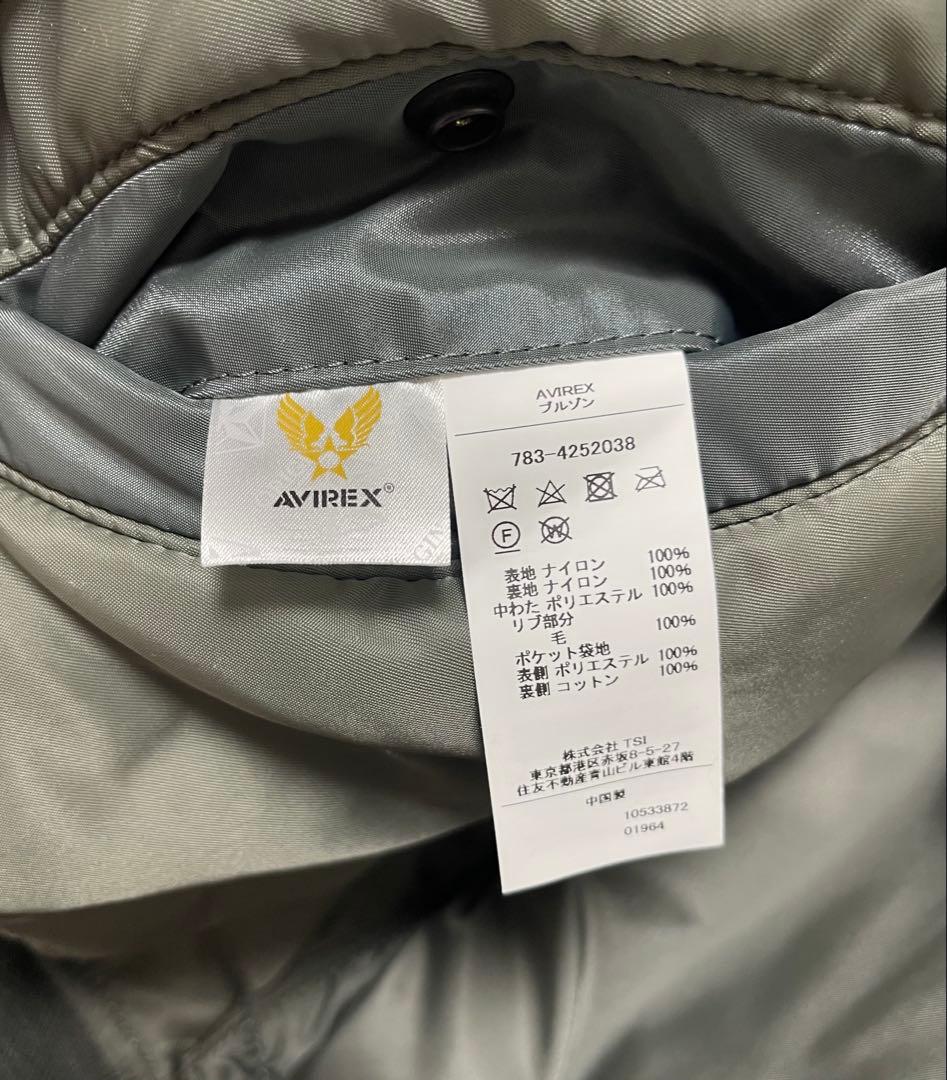 AVIREX®
AVIREX
ブルゾン
783-4252038
F
W
表地 ナイロン 100%
裏地 ナイロン 100%
中わた ポリエステル 100%
リブ部分
毛 100%
ポケット袋地
表側 ポリエステル 100%
裏側 コットン 100%
株式会社 TSI
東京都港区赤坂8-5-27
住友不動産青山ビル東館4階
中国製
10533872
01964